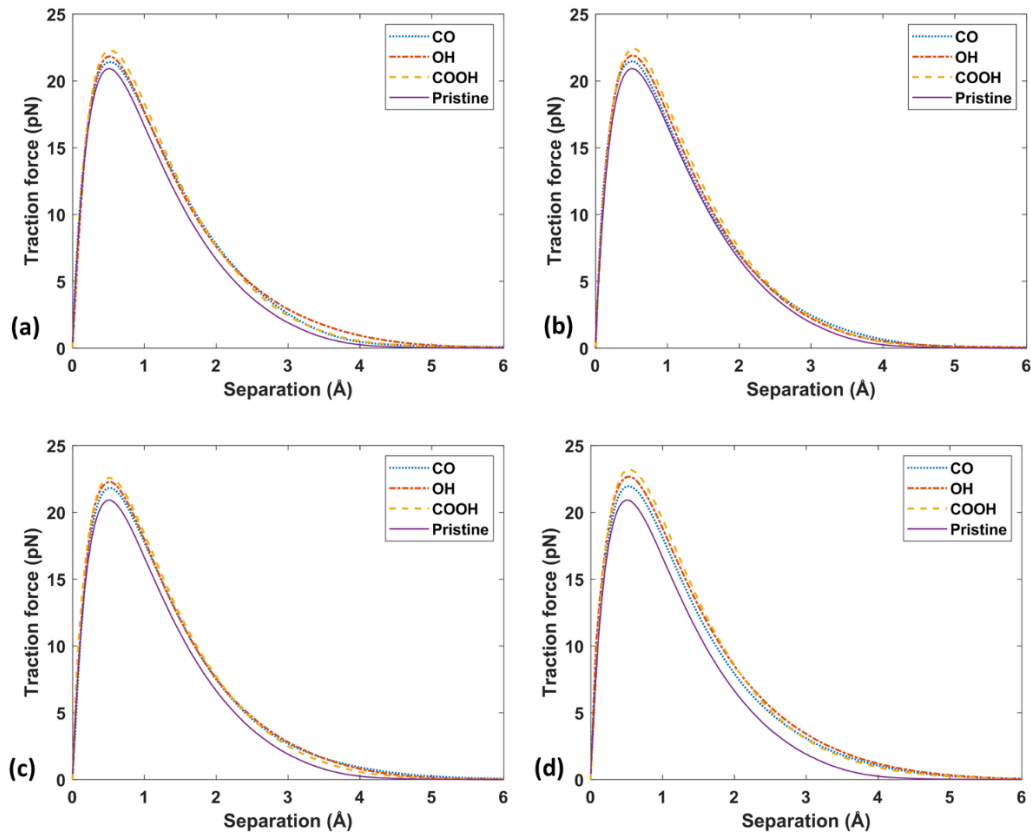 25
20
15
10
5
0
Traction force (pN)
CO
OH
COOH
Pristine
(a)
0 1 2 3 4 5 6
Separation (Å)
25
20
15
10
5
0
Traction force (pN)
CO
OH
COOH
Pristine
(b)
0 1 2 3 4 5 6
Separation (Å)
25
20
15
10
5
0
Traction force (pN)
CO
OH
COOH
Pristine
(c)
0 1 2 3 4 5 6
Separation (Å)
25
20
15
10
5
0
Traction force (pN)
CO
OH
COOH
Pristine
(d)
0 1 2 3 4 5 6
Separation (Å)